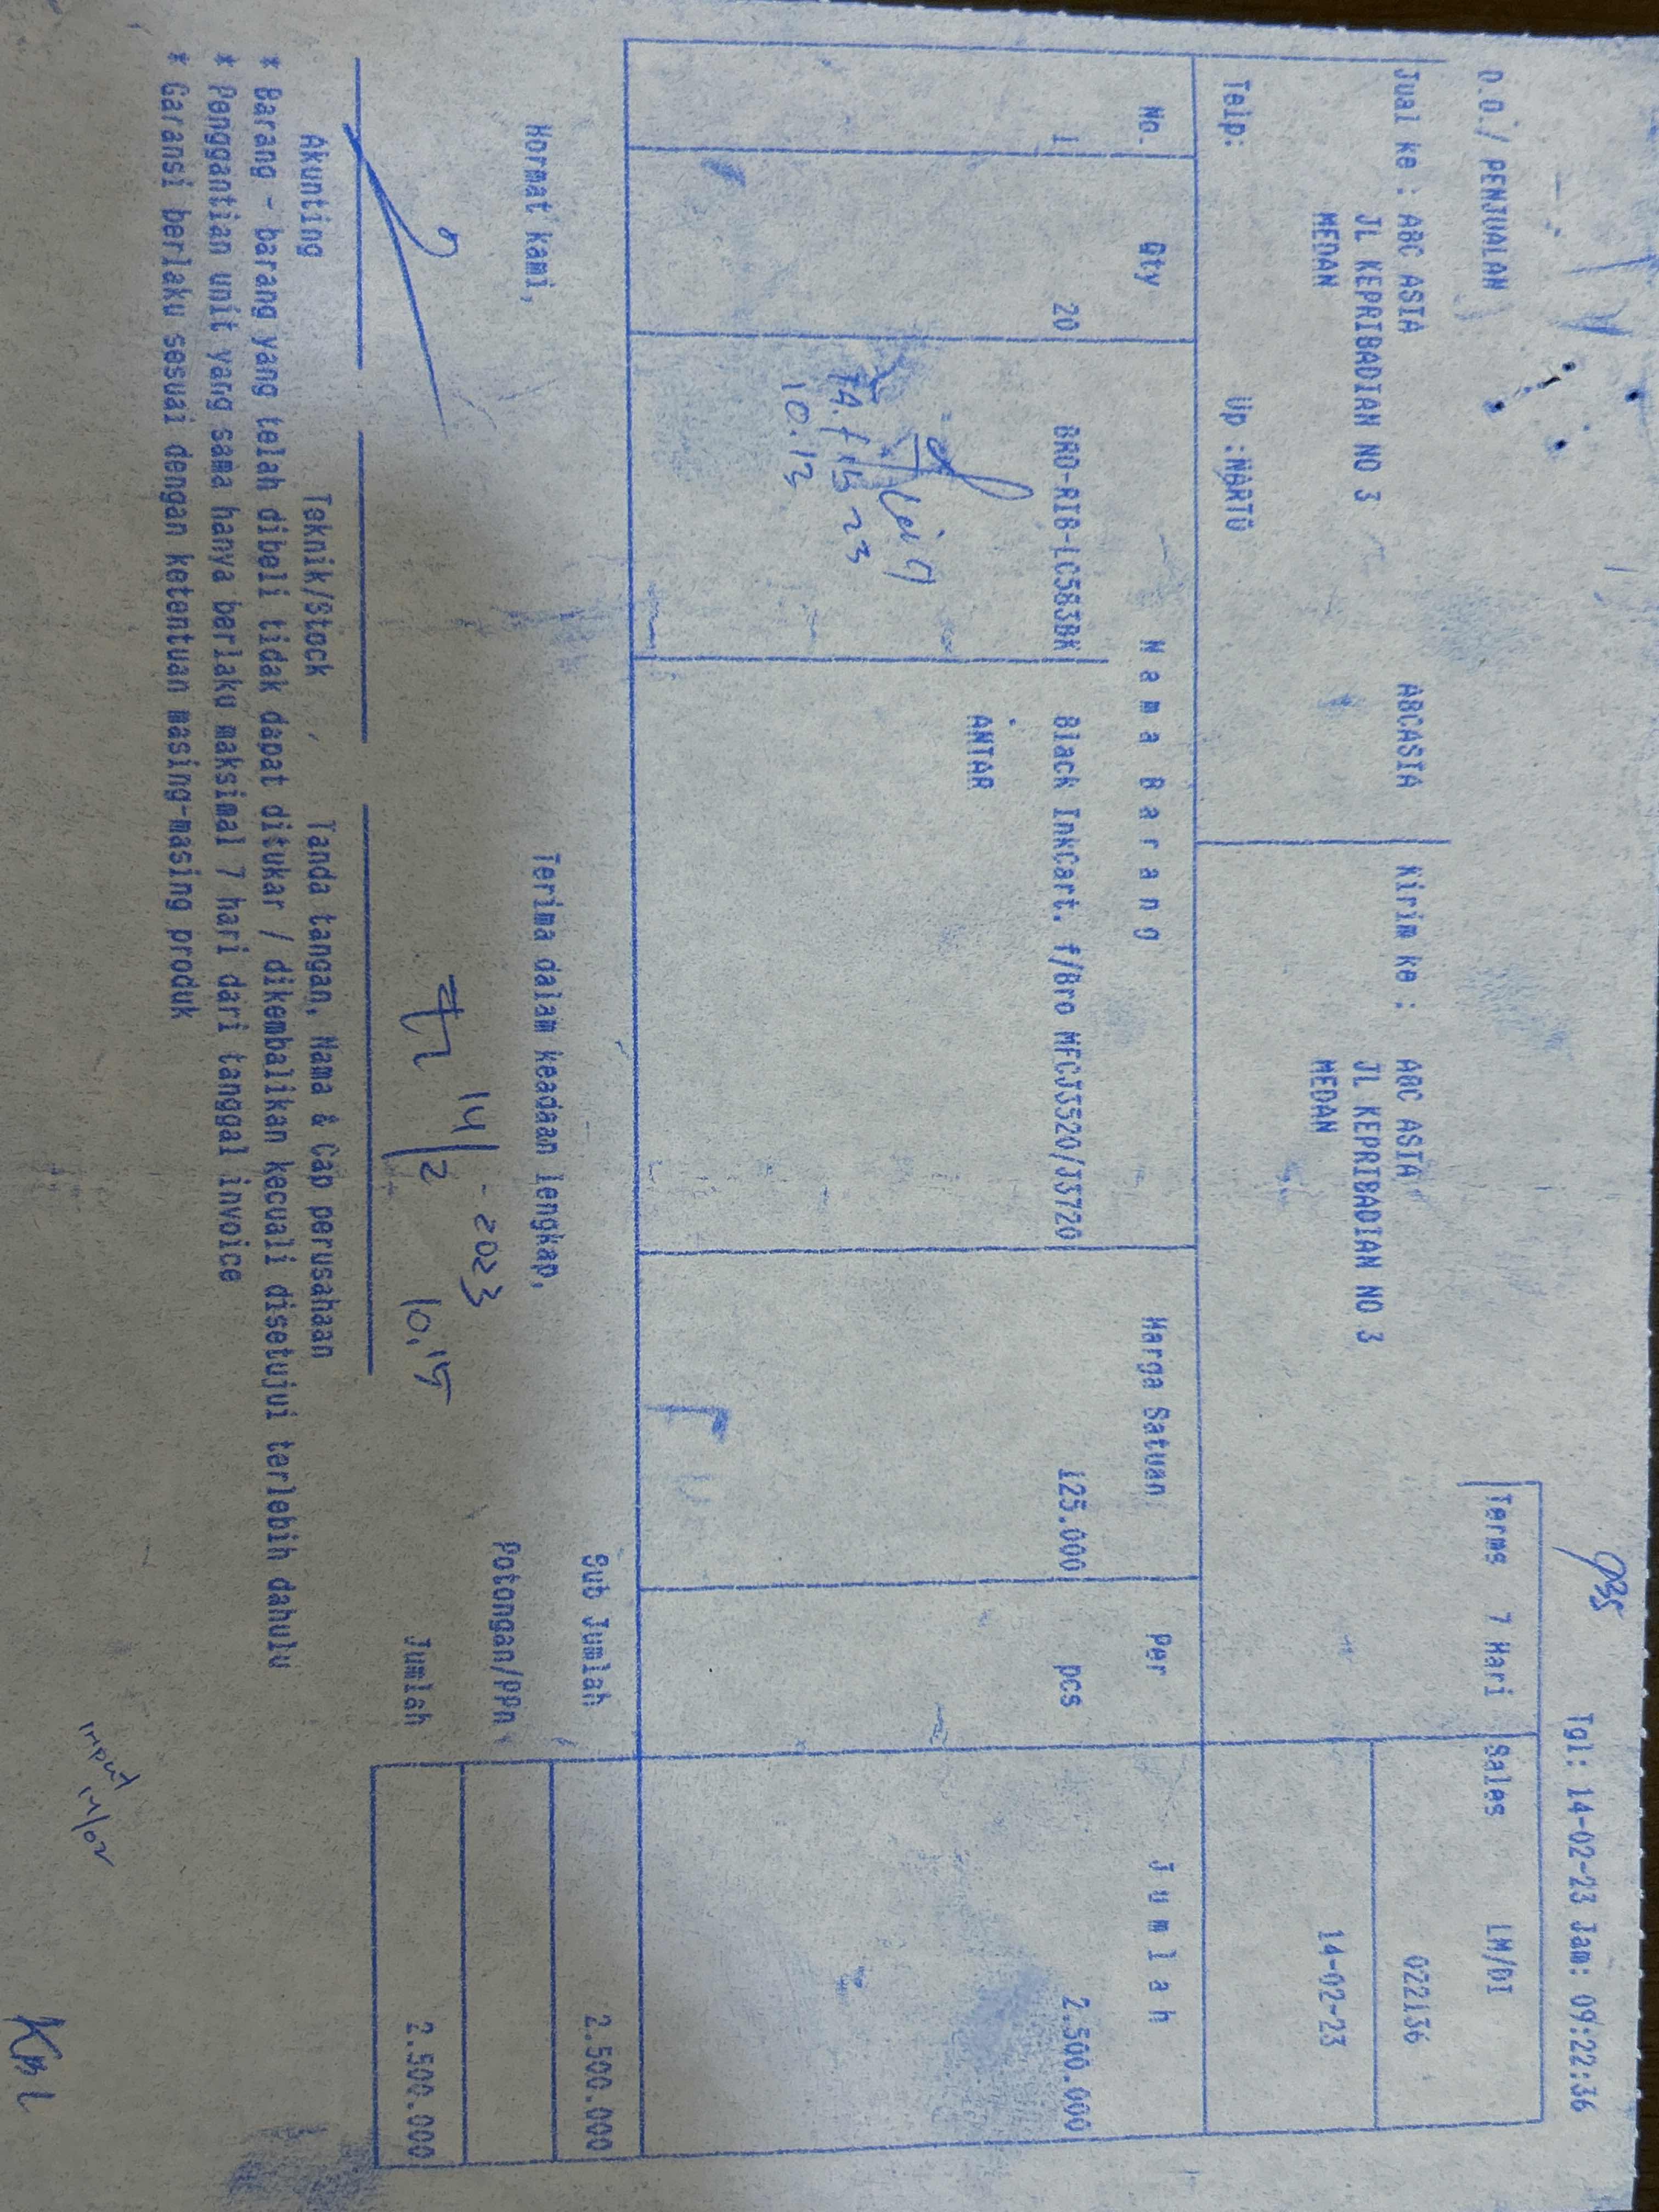 935
Tgl: 14-02-23 Jam: 09:22:36
D.O./ PENJUALAN
Terms 7 Hari Sales LM/DI
Jual ke : ABC ASIA ABCASIA Kirim ke : ABC ASIA 022136
JL KEPRIBADIAN NO 3 JL KEPRIBADIAN NO 3
MEDAN MEDAN 14-02-23
Telp: Up :NARTO
No. Qty N a m a B a r a n g Harga Satuan Per J u m l a h
1 20 BRO-RIB-LC583BK Black InkCart. f/Bro MFCJ3520/J3720 125.000 pcs 2.500.000
ANTAR
10.13
Sub Jumlah 2.500.000
Hormat kami, Terima dalam keadaan lengkap,
Potongan/PPn
14/2 - 2023
10.15
Jumlah 2.500.000
Akunting Teknik/Stock Tanda tangan, Nama & Cap perusahaan
* Barang - barang yang telah dibeli tidak dapat ditukar / dikembalikan kecuali disetujui terlebih dahulu
* Penggantian unit yang sama hanya berlaku maksimal 7 hari dari tanggal invoice
* Garansi berlaku sesuai dengan ketentuan masing-masing produk
input 14/02
KBL